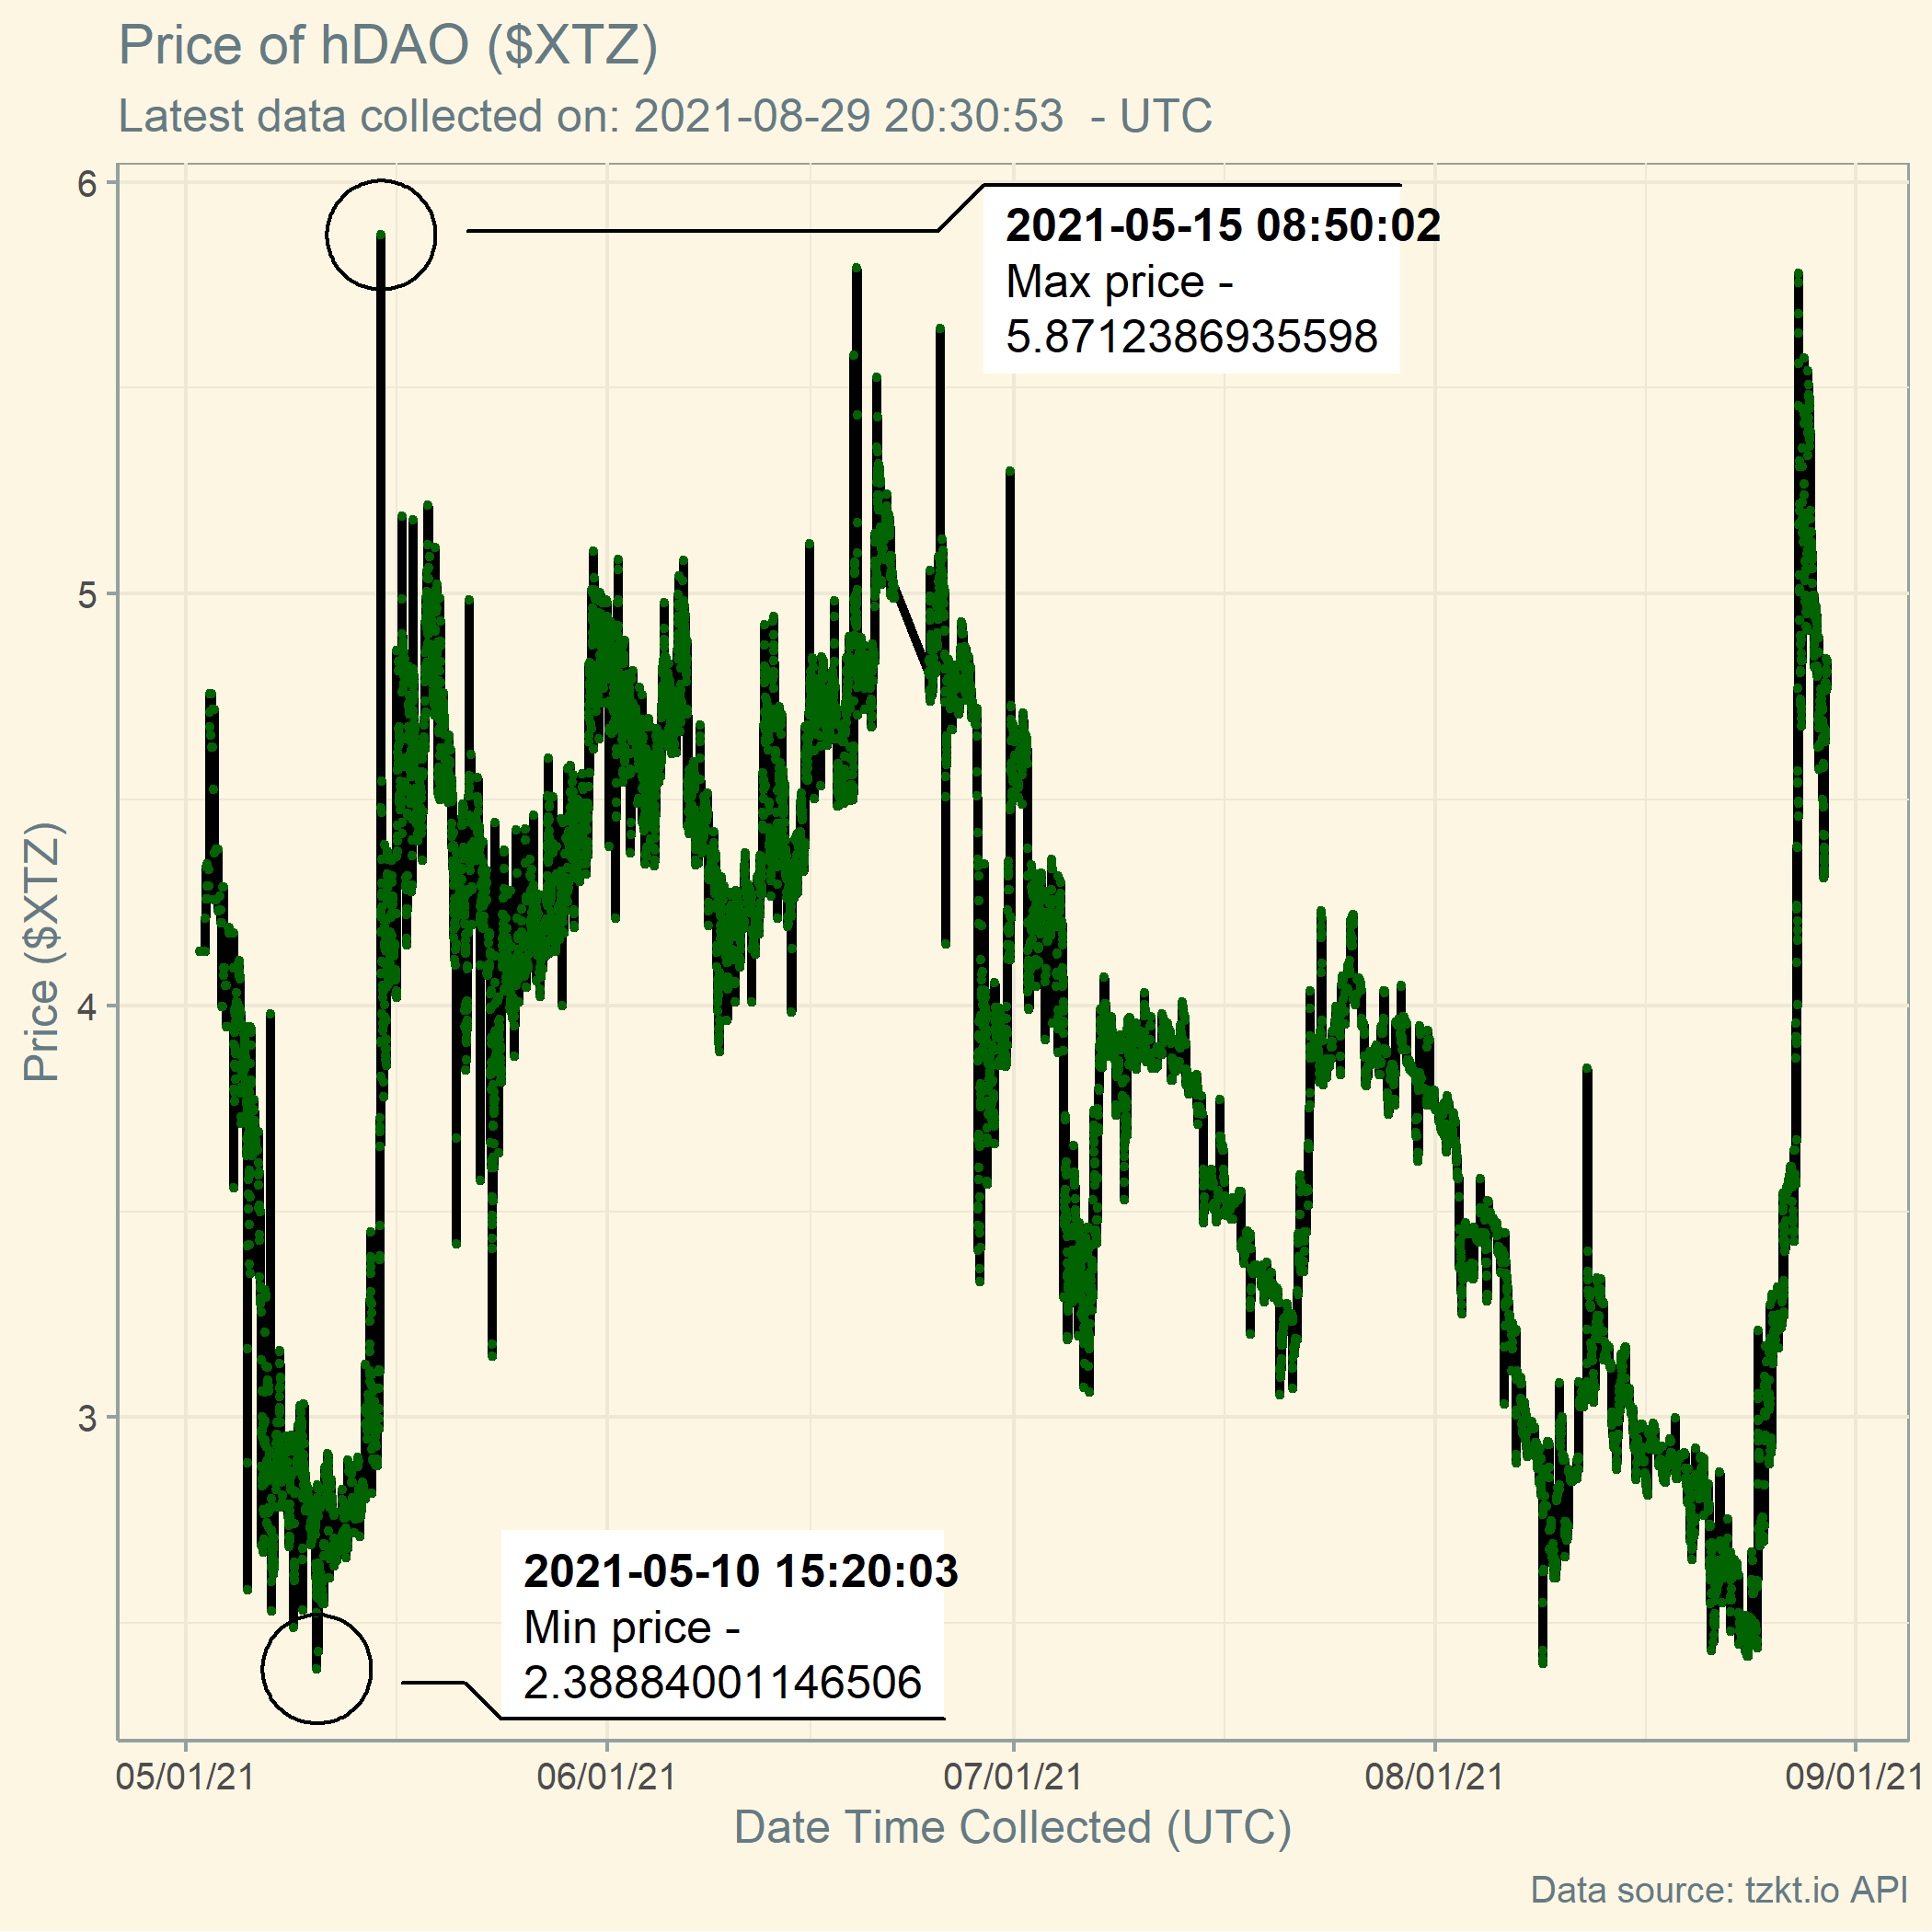 Price of hDAO ($XTZ)
Latest data collected on: 2021-08-29 20:30:53  - UTC
6
5
4
3
Price ($XTZ)
2021-05-15 08:50:02
Max price -
5.8712386935598
2021-05-10 15:20:03
Min price -
2.38884001146506
05/01/21
06/01/21
07/01/21
08/01/21
09/01/21
Date Time Collected (UTC)
Data source: tzkt.io API